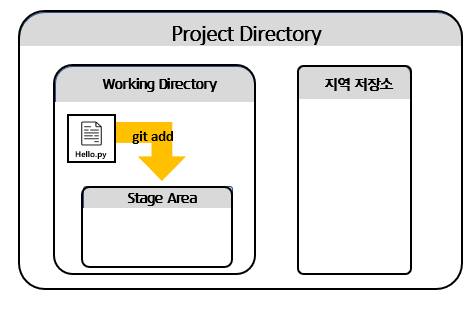 Project Directory
Working Directory
지역 저장소
Hello.py
git add
Stage Area